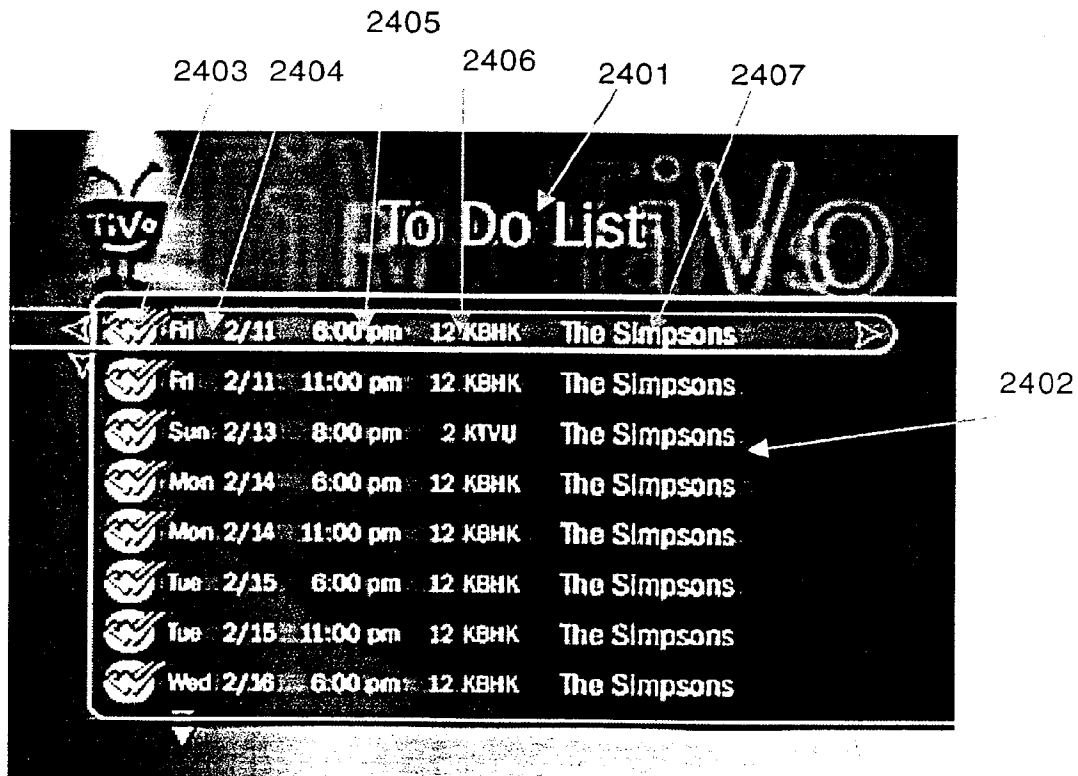 2405
2403 2404 2406 2401 2407
TiVo
To Do List
TiVo
Fri 2/11 6:00 pm 12 KBHK The Simpsons
Fri 2/11 11:00 pm 12 KBHK The Simpsons
2402
Sun 2/13 8:00 pm 2 KTVU The Simpsons
Mon 2/14 6:00 pm 12 KBHK The Simpsons
Mon 2/14 11:00 pm 12 KBHK The Simpsons
Tue 2/15 6:00 pm 12 KBHK The Simpsons
Tue 2/15 11:00 pm 12 KBHK The Simpsons
Wed 2/16 6:00 pm 12 KBHK The Simpsons